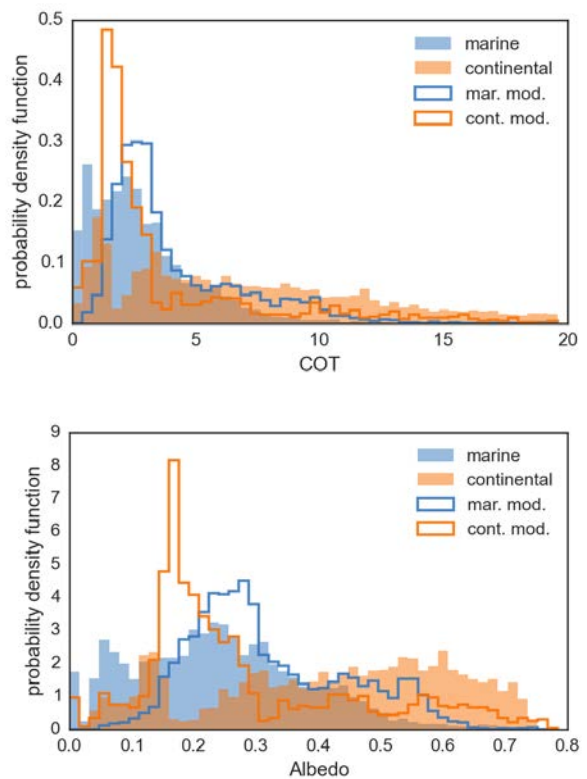 0.5
0.4
0.3
0.2
0.1
0.0
probability density function
marine
continental
mar. mod.
cont. mod.
0 5 10 15 20
COT
9
8
7
6
5
4
3
2
1
0
probability density function
marine
continental
mar. mod.
cont. mod.
0.0 0.1 0.2 0.3 0.4 0.5 0.6 0.7 0.8
Albedo